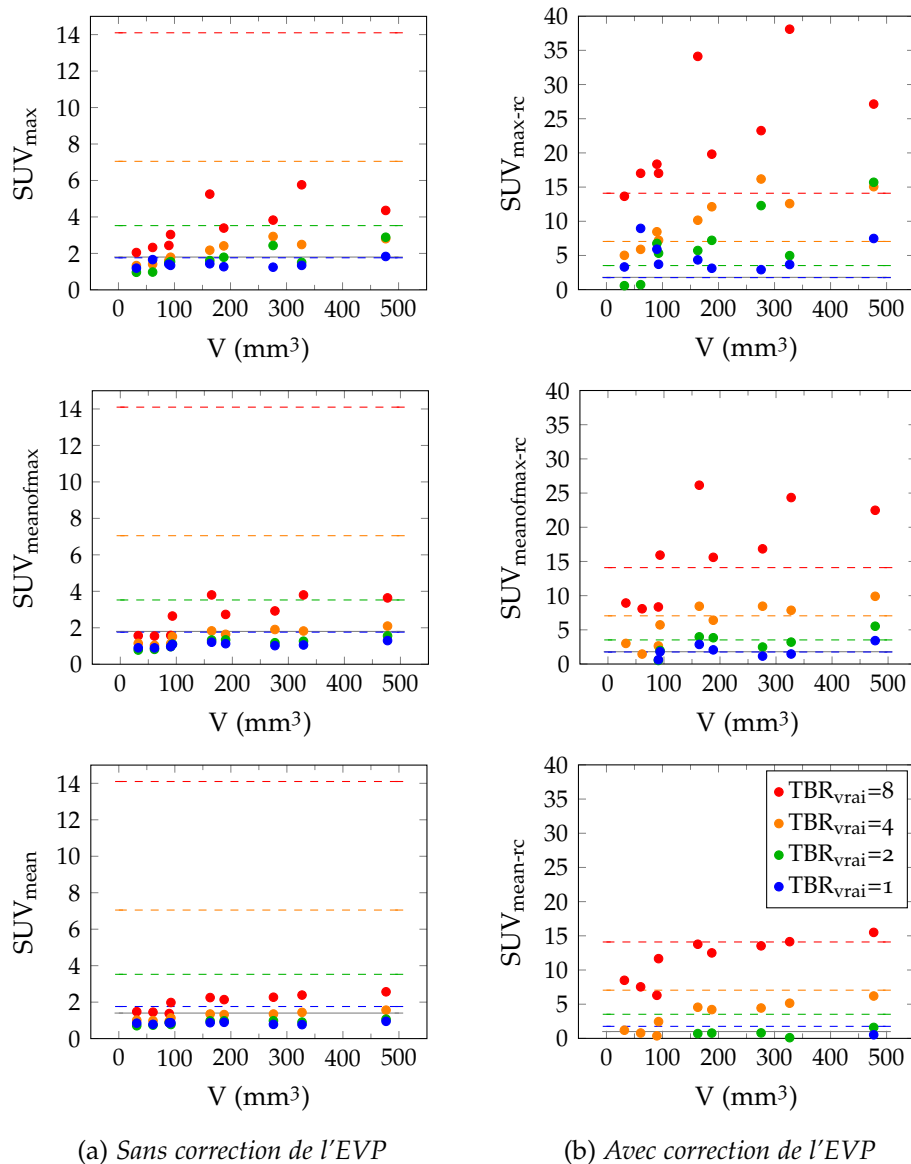 14
12
10
8
6
4
2
0
SUVmax
0 100 200 300 400 500
V (mm³)
40
35
30
25
20
15
10
5
0
SUVmax-rc
0 100 200 300 400 500
V (mm³)
14
12
10
8
6
4
2
0
SUVmeanofmax
0 100 200 300 400 500
V (mm³)
40
35
30
25
20
15
10
5
0
SUVmeanofmax-rc
0 100 200 300 400 500
V (mm³)
14
12
10
8
6
4
2
0
SUVmean
0 100 200 300 400 500
V (mm³)
40
35
30
25
20
15
10
5
0
SUVmean-rc
TBRvrai=8
TBRvrai=4
TBRvrai=2
TBRvrai=1
0 100 200 300 400 500
V (mm³)
(a) Sans correction de l'EVP
(b) Avec correction de l'EVP